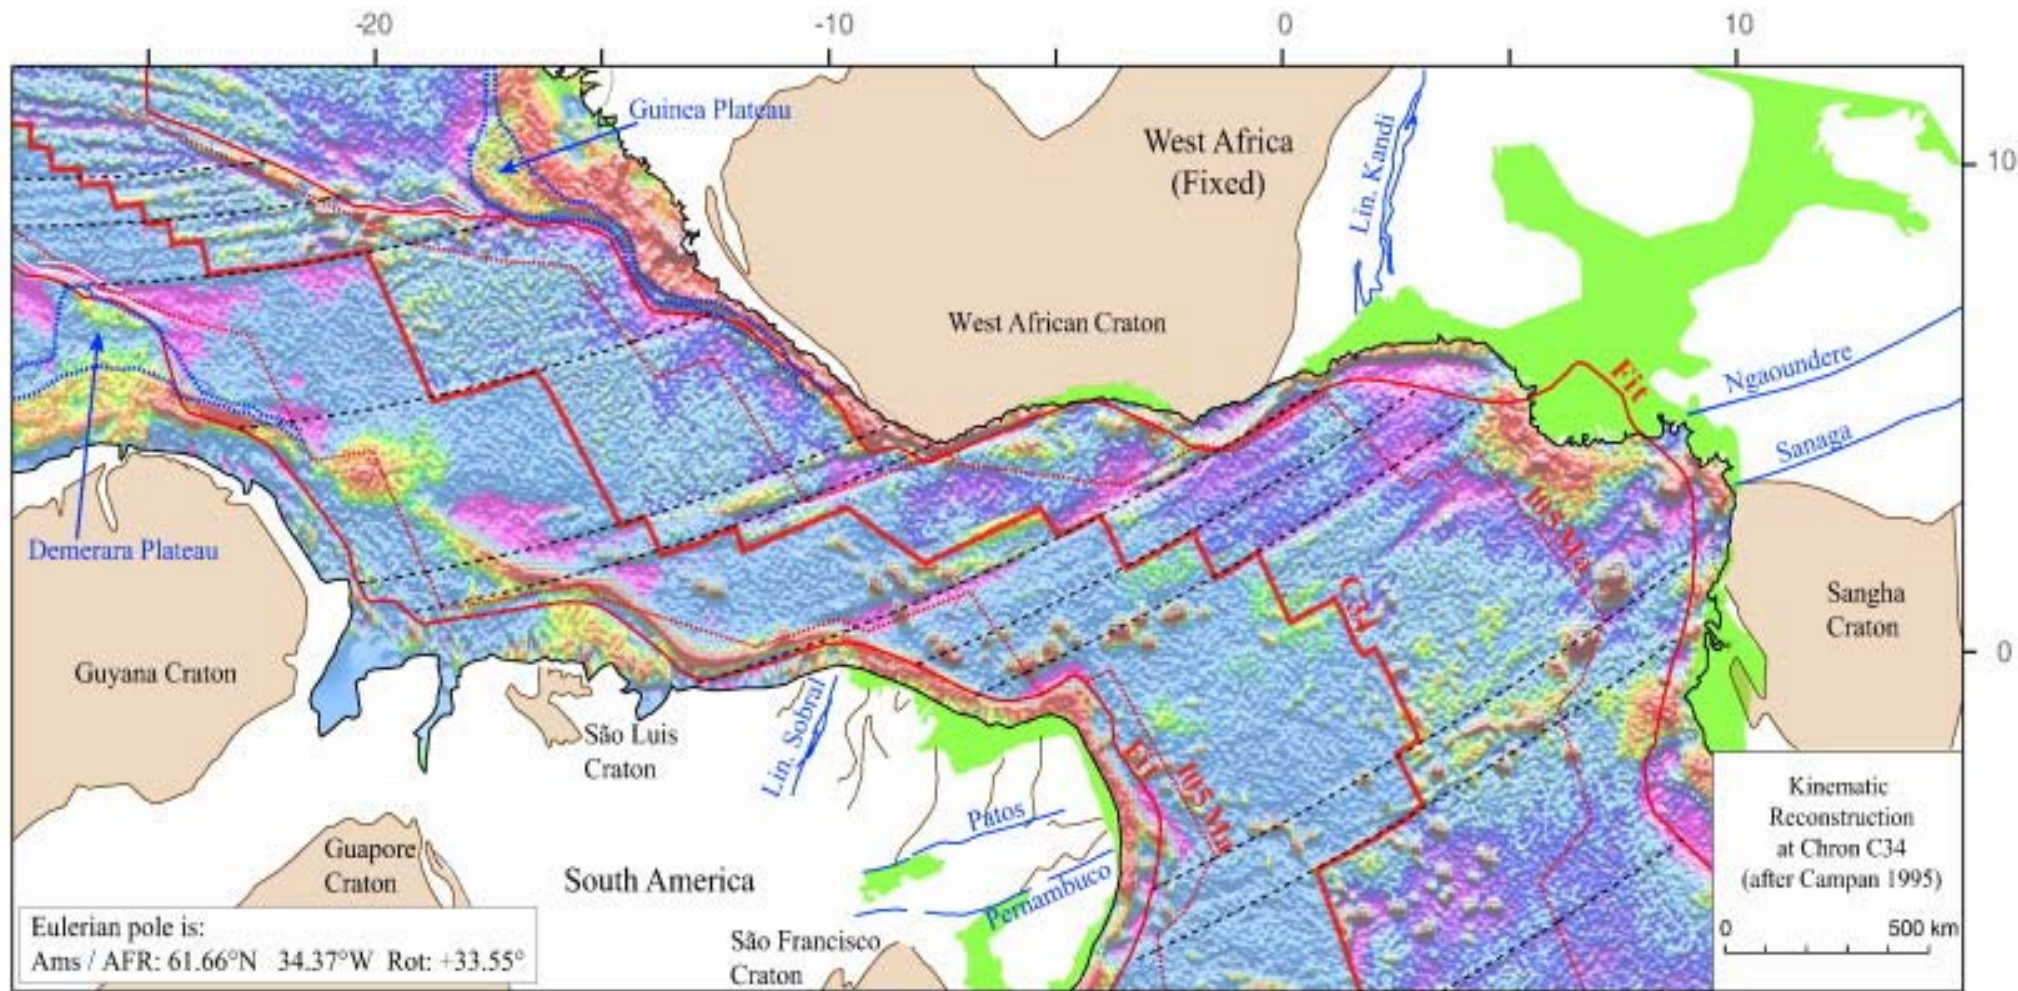 -20
-10
0
10
Guinea Plateau
West Africa
(Fixed)
Lin. Kandi
10
West African Craton
Fit
Ngaoundere
Sanaga
105 Ma
Demerara Plateau
C34
Sangha
Craton
0
Guyana Craton
São Luis
Craton
Lin. Sobral
Fit
105 Ma
Patos
Pernambuco
Guapore
Craton
South America
São Francisco
Craton
Kinematic
Reconstruction
at Chron C34
(after Campan 1995)
0 500 km
Eulerian pole is:
Ams / AFR: 61.66°N 34.37°W Rot: +33.55°